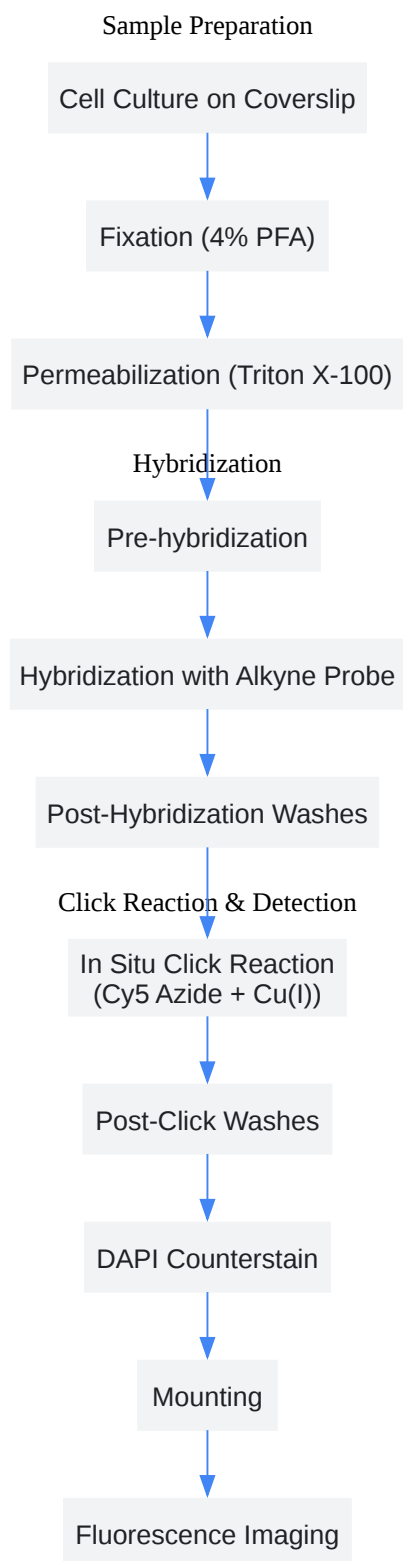 Sample Preparation
Cell Culture on Coverslip
Fixation (4% PFA)
Permeabilization (Triton X-100)
Hybridization
Pre-hybridization
Hybridization with Alkyne Probe
Post-Hybridization Washes
Click Reaction & Detection
In Situ Click Reaction
(Cy5 Azide + Cu(I))
Post-Click Washes
DAPI Counterstain
Mounting
Fluorescence Imaging